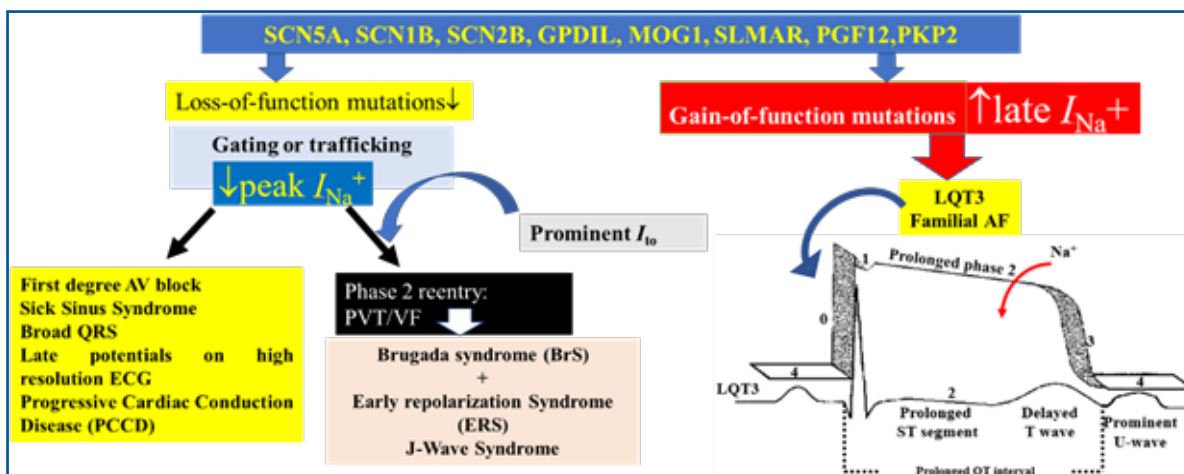 SCN5A, SCN1B, SCN2B, GPDIL, MOG1, SLMAR, PGF12,PKP2
Loss-of-function mutations↓
Gating or trafficking
↓peak I_Na+
Prominent I_to
First degree AV block
Sick Sinus Syndrome
Broad QRS
Late potentials on high
resolution ECG
Progressive Cardiac Conduction
Disease (PCCD)
Phase 2 reentry:
PVT/VF
Brugada syndrome (BrS)
+
Early repolarization Syndrome
(ERS)
J-Wave Syndrome
Gain-of-function mutations ↑late I_Na+
LQT3
Familial AF
1
Prolonged phase 2
Na+
0
3
4
4
LQT3
2
Prolonged
ST segment
Delayed
T wave
Prominent
U-wave
Prolonged QT interval